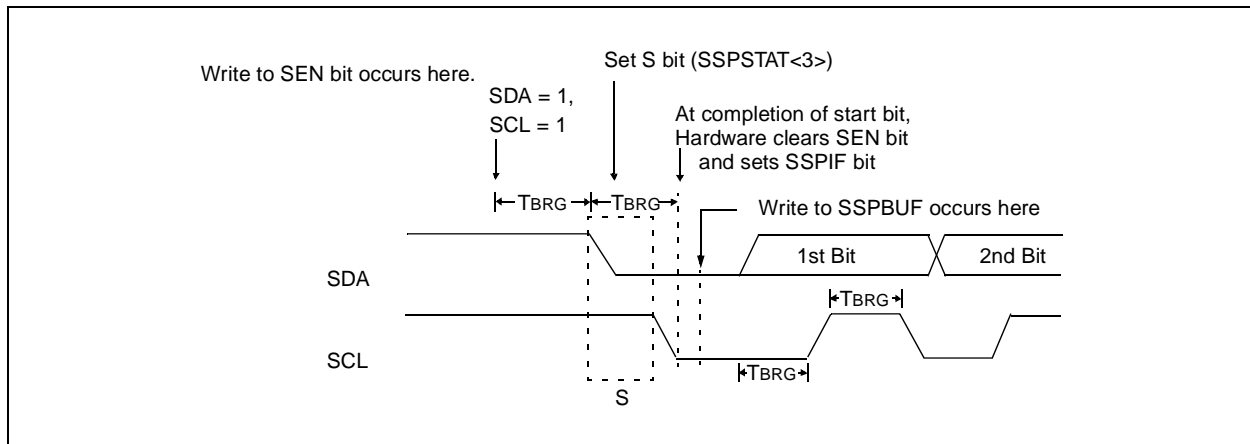 Write to SEN bit occurs here.
Set S bit (SSPSTAT<3>)
SDA = 1,
SCL = 1
At completion of start bit,
Hardware clears SEN bit
and sets SSPIF bit
TBRG
TBRG
Write to SSPBUF occurs here
SDA
1st Bit
2nd Bit
TBRG
SCL
TBRG
S